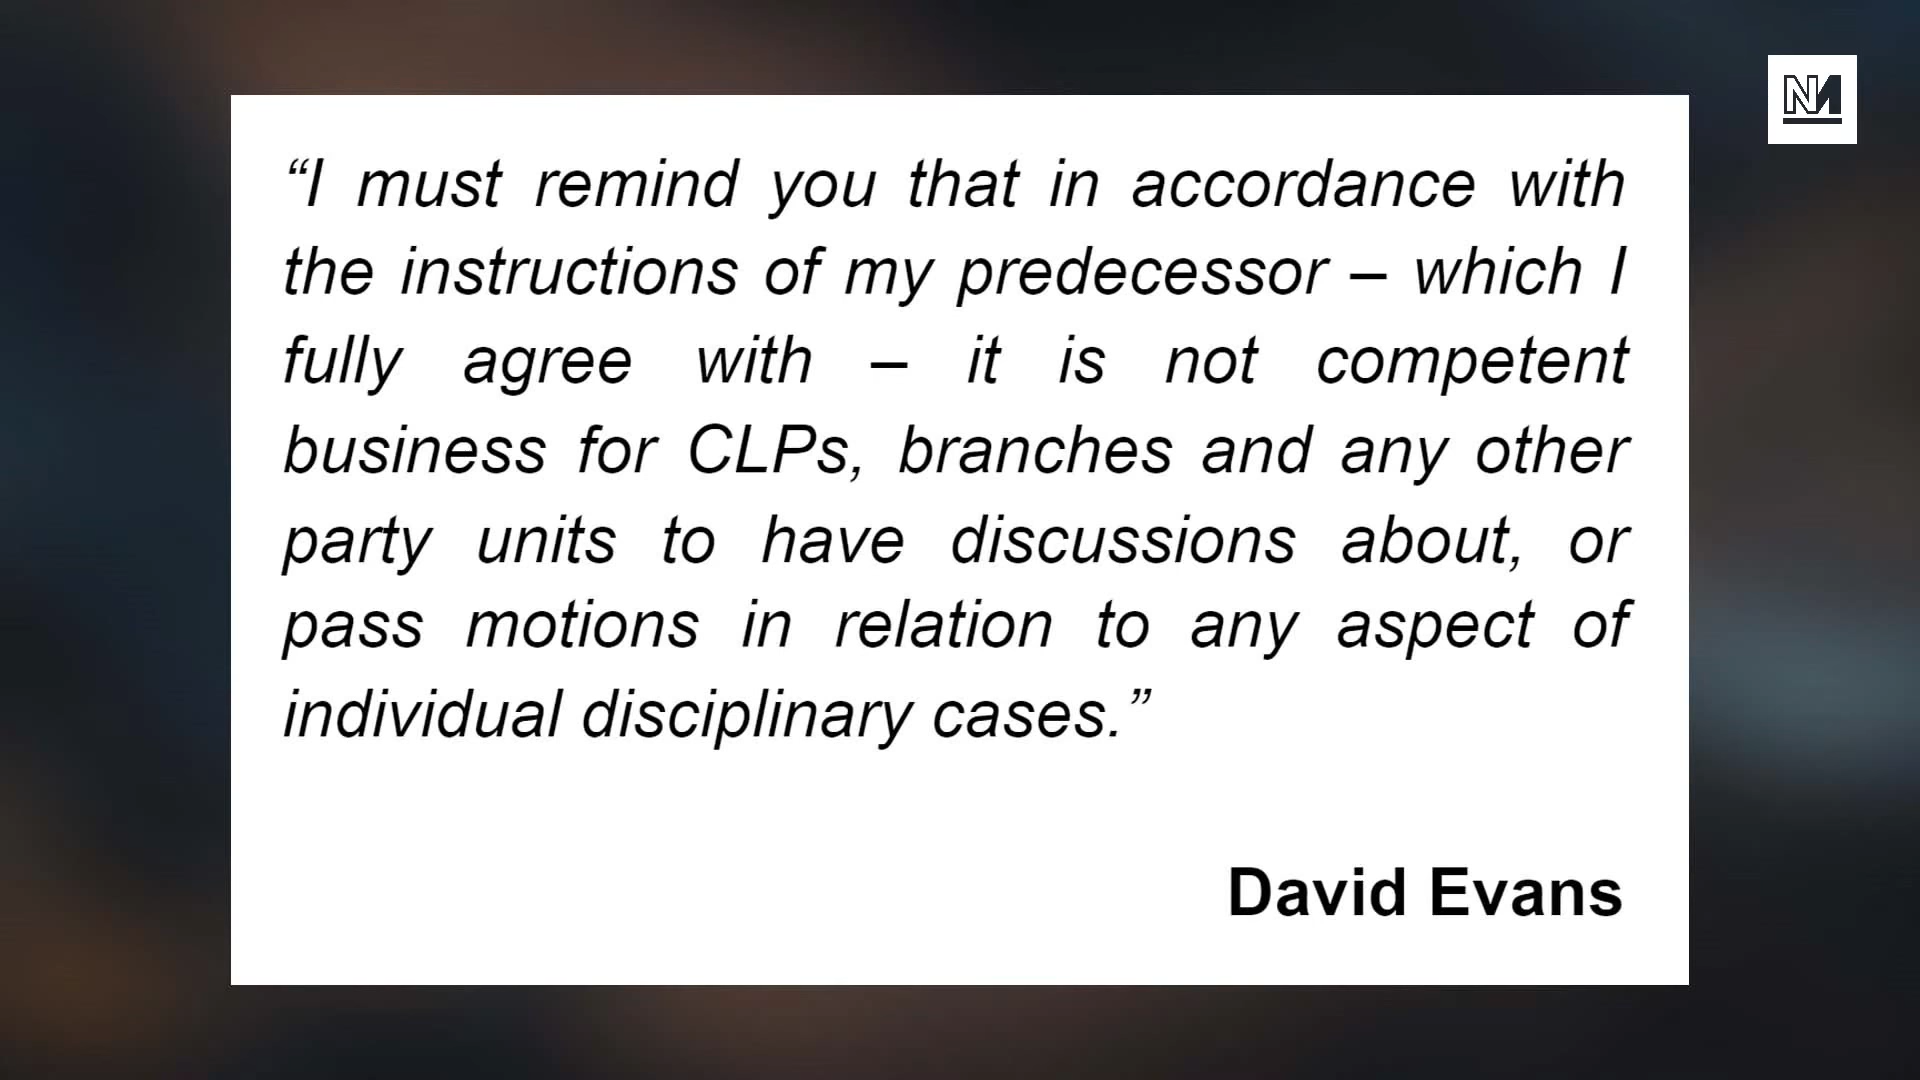 NM
“I must remind you that in accordance with
the instructions of my predecessor – which I
fully agree with – it is not competent
business for CLPs, branches and any other
party units to have discussions about, or
pass motions in relation to any aspect of
individual disciplinary cases.”
David Evans